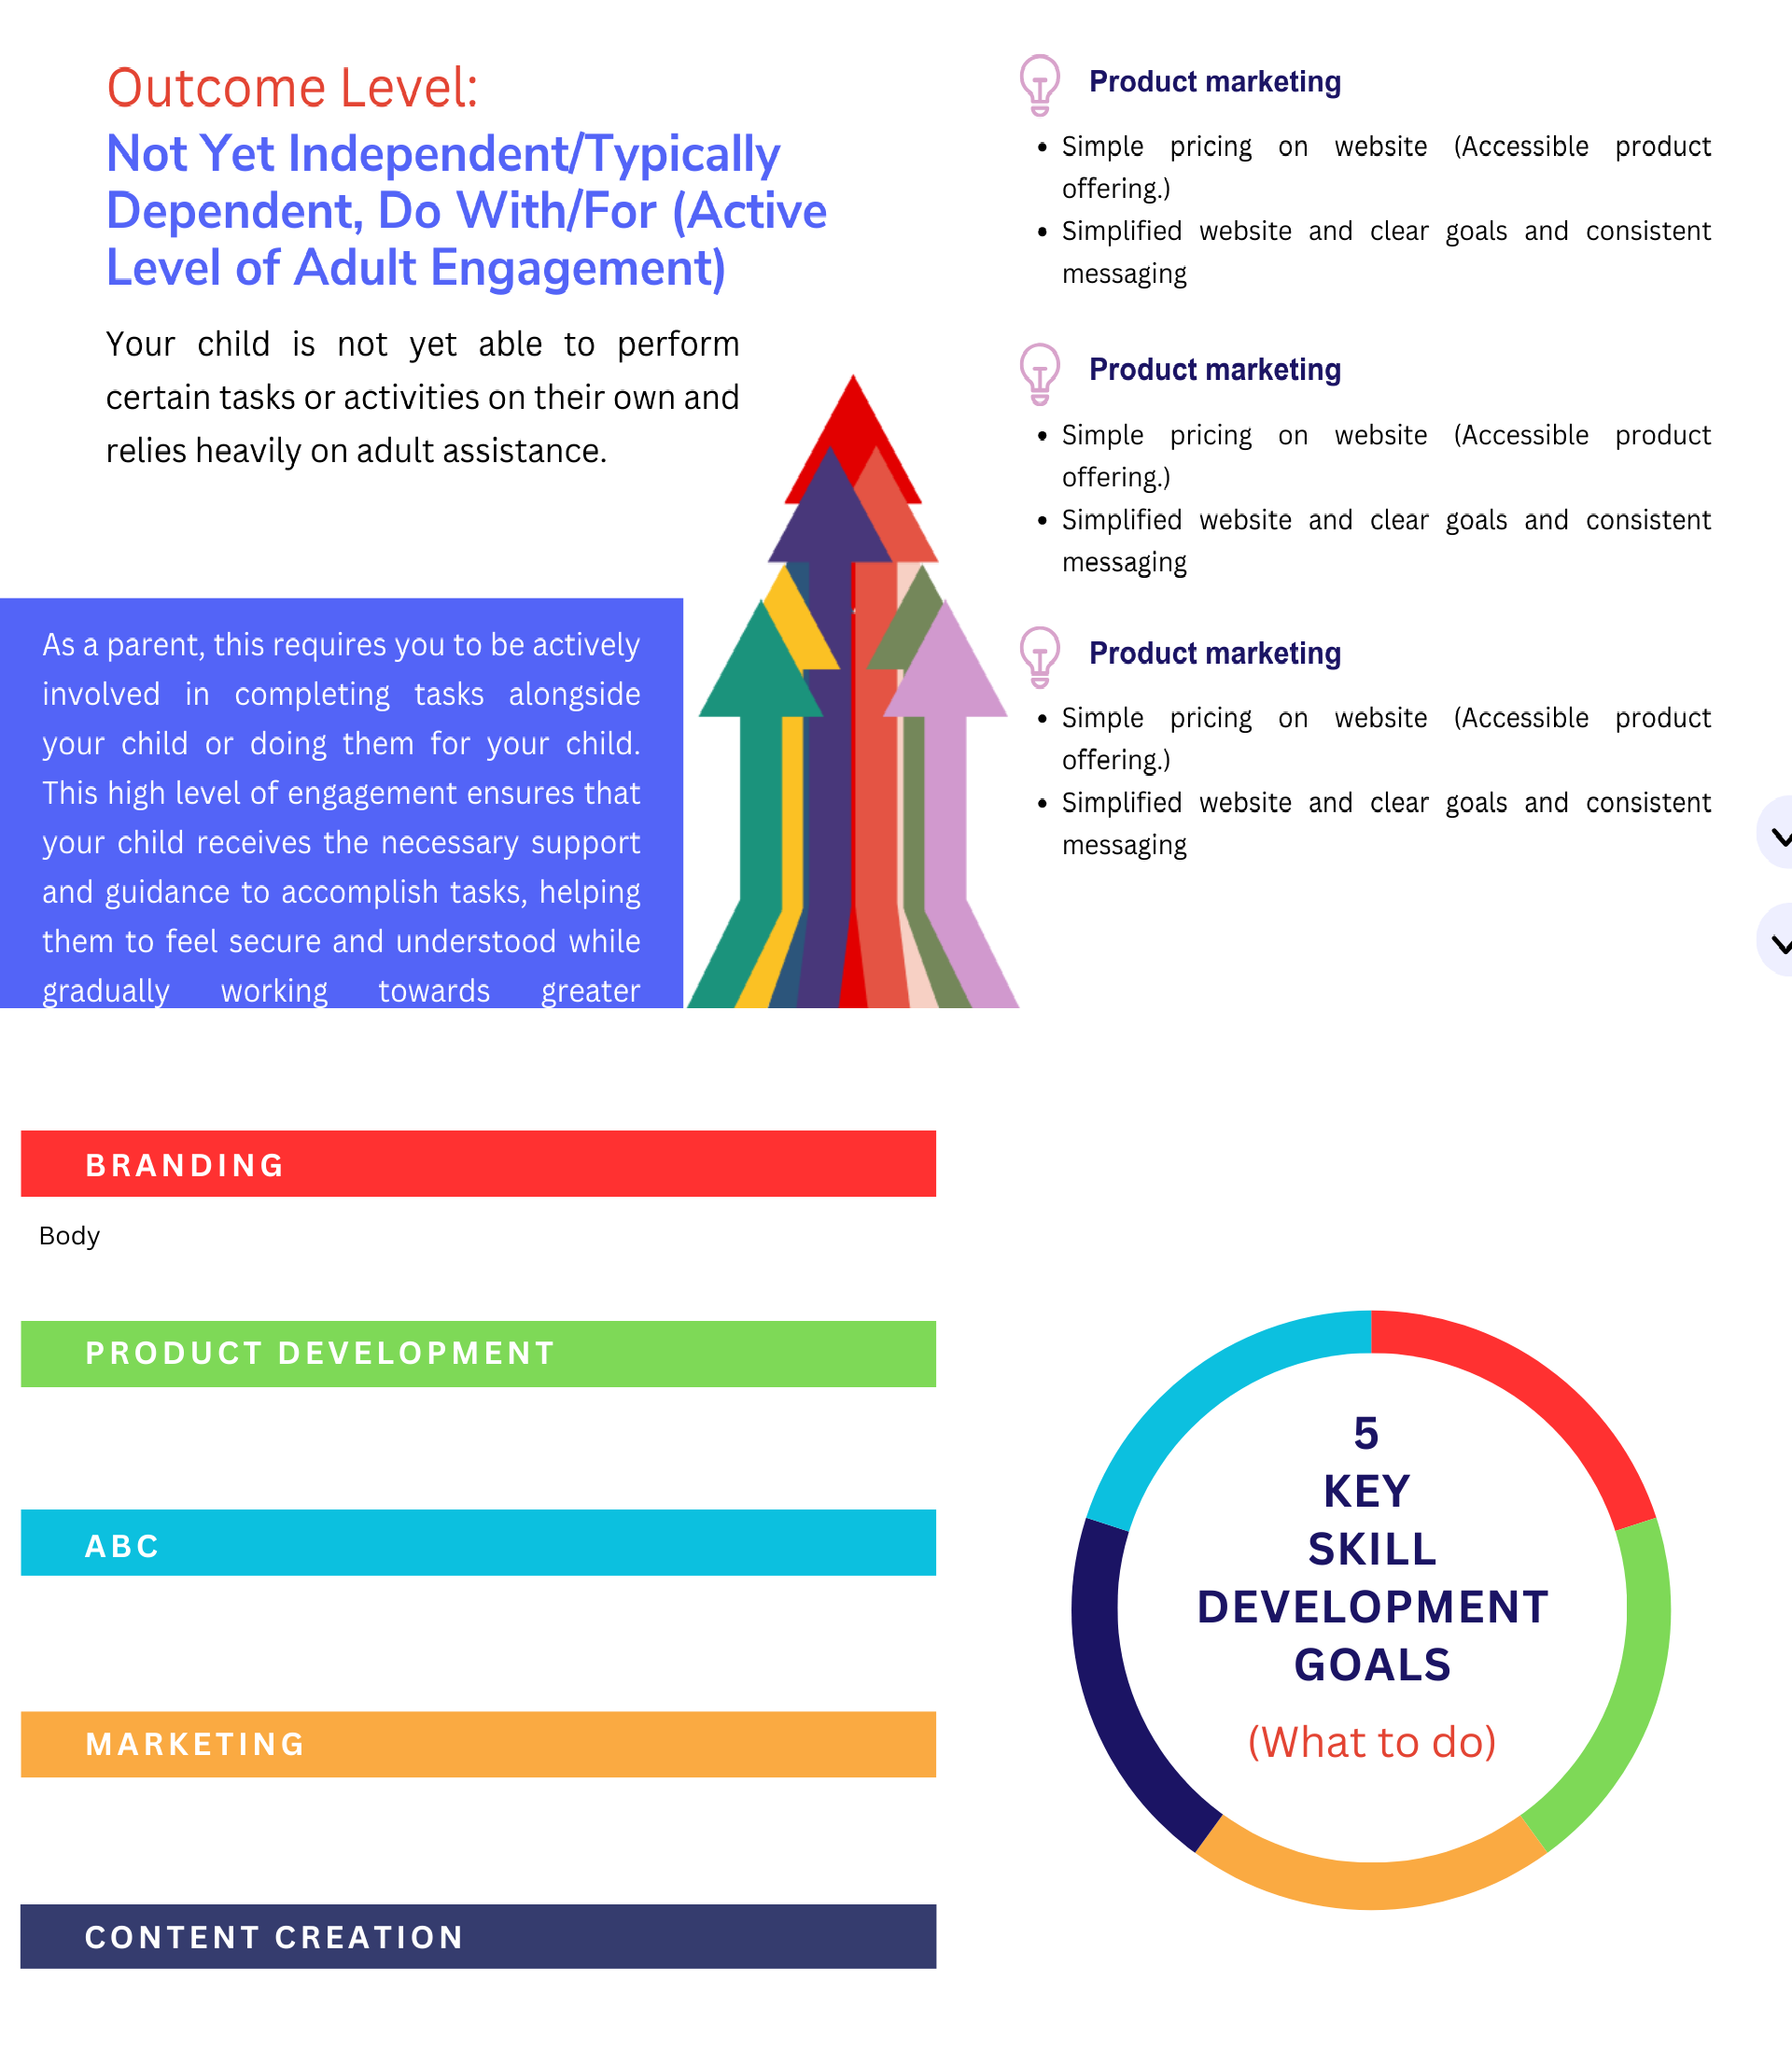 Outcome Level:
Not Yet Independent/Typically
Dependent, Do With/For (Active
Level of Adult Engagement)
Your child is not yet able to perform
certain tasks or activities on their own and
relies heavily on adult assistance.
As a parent, this requires you to be actively
involved in completing tasks alongside
your child or doing them for your child.
This high level of engagement ensures that
your child receives the necessary support
and guidance to accomplish tasks, helping
them to feel secure and understood while
gradually working towards greater
Product marketing
• Simple pricing on website (Accessible product
offering.)
• Simplified website and clear goals and consistent
messaging
Product marketing
• Simple pricing on website (Accessible product
offering.)
• Simplified website and clear goals and consistent
messaging
Product marketing
• Simple pricing on website (Accessible product
offering.)
• Simplified website and clear goals and consistent
messaging
BRANDING
Body
PRODUCT DEVELOPMENT
ABC
MARKETING
CONTENT CREATION
5
KEY
SKILL
DEVELOPMENT
GOALS
(What to do)